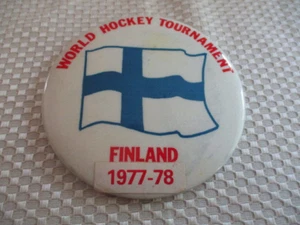 WORLD HOCKEY TOURNAMENT
FINLAND
1977-78